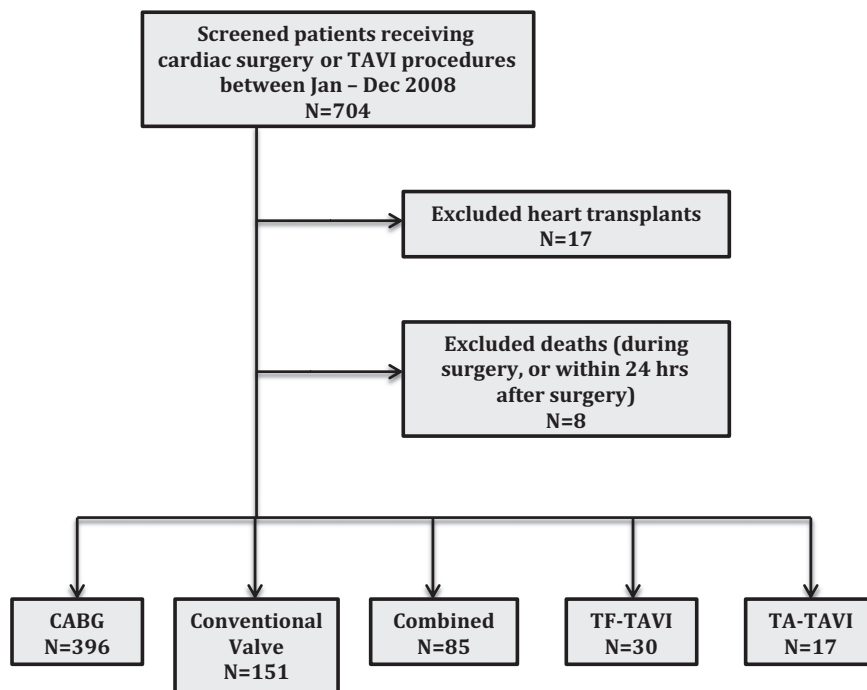 Screened patients receiving
cardiac surgery or TAVI procedures
between Jan – Dec 2008
N=704
Excluded heart transplants
N=17
Excluded deaths (during
surgery, or within 24 hrs
after surgery)
N=8
CABG
N=396
Conventional
Valve
N=151
Combined
N=85
TF-TAVI
N=30
TA-TAVI
N=17